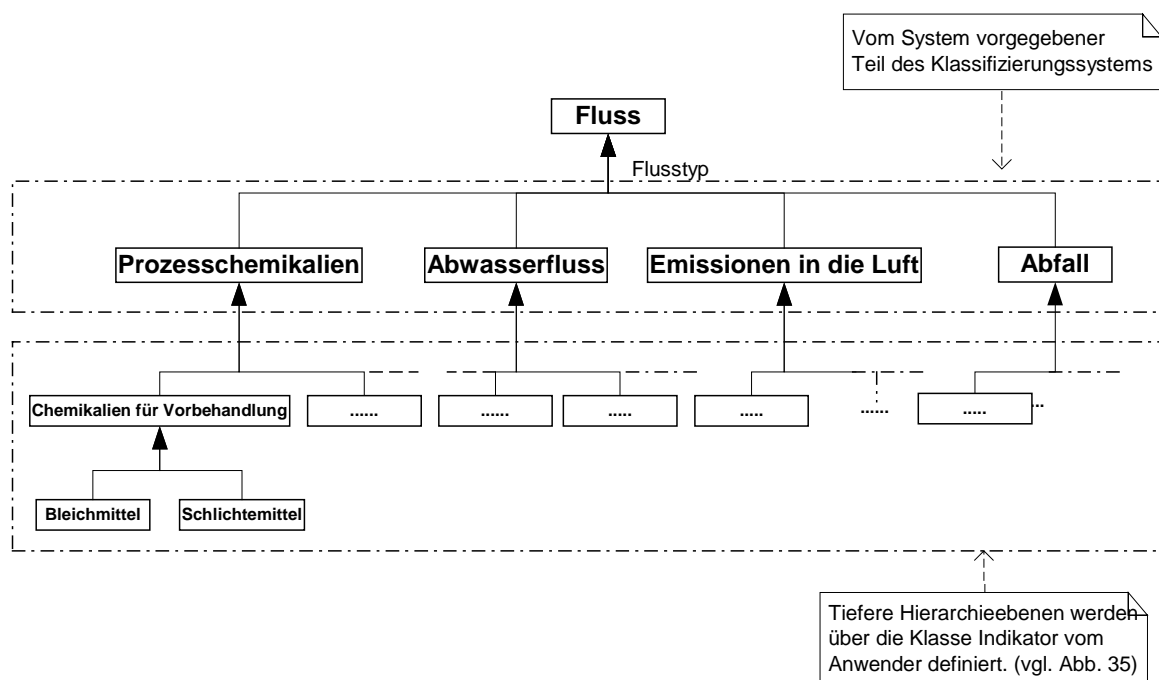 Vom System vorgegebener
Teil des Klassifizierungssystems
Fluss
Flusstyp
Prozesschemikalien
Abwasserfluss
Emissionen in die Luft
Abfall
Chemikalien für Vorbehandlung
......
......
.....
.....
......
.....
...
Bleichmittel
Schlichtemittel
Tiefere Hierarchieebenen werden
über die Klasse Indikator vom
Anwender definiert. (vgl. Abb. 35)